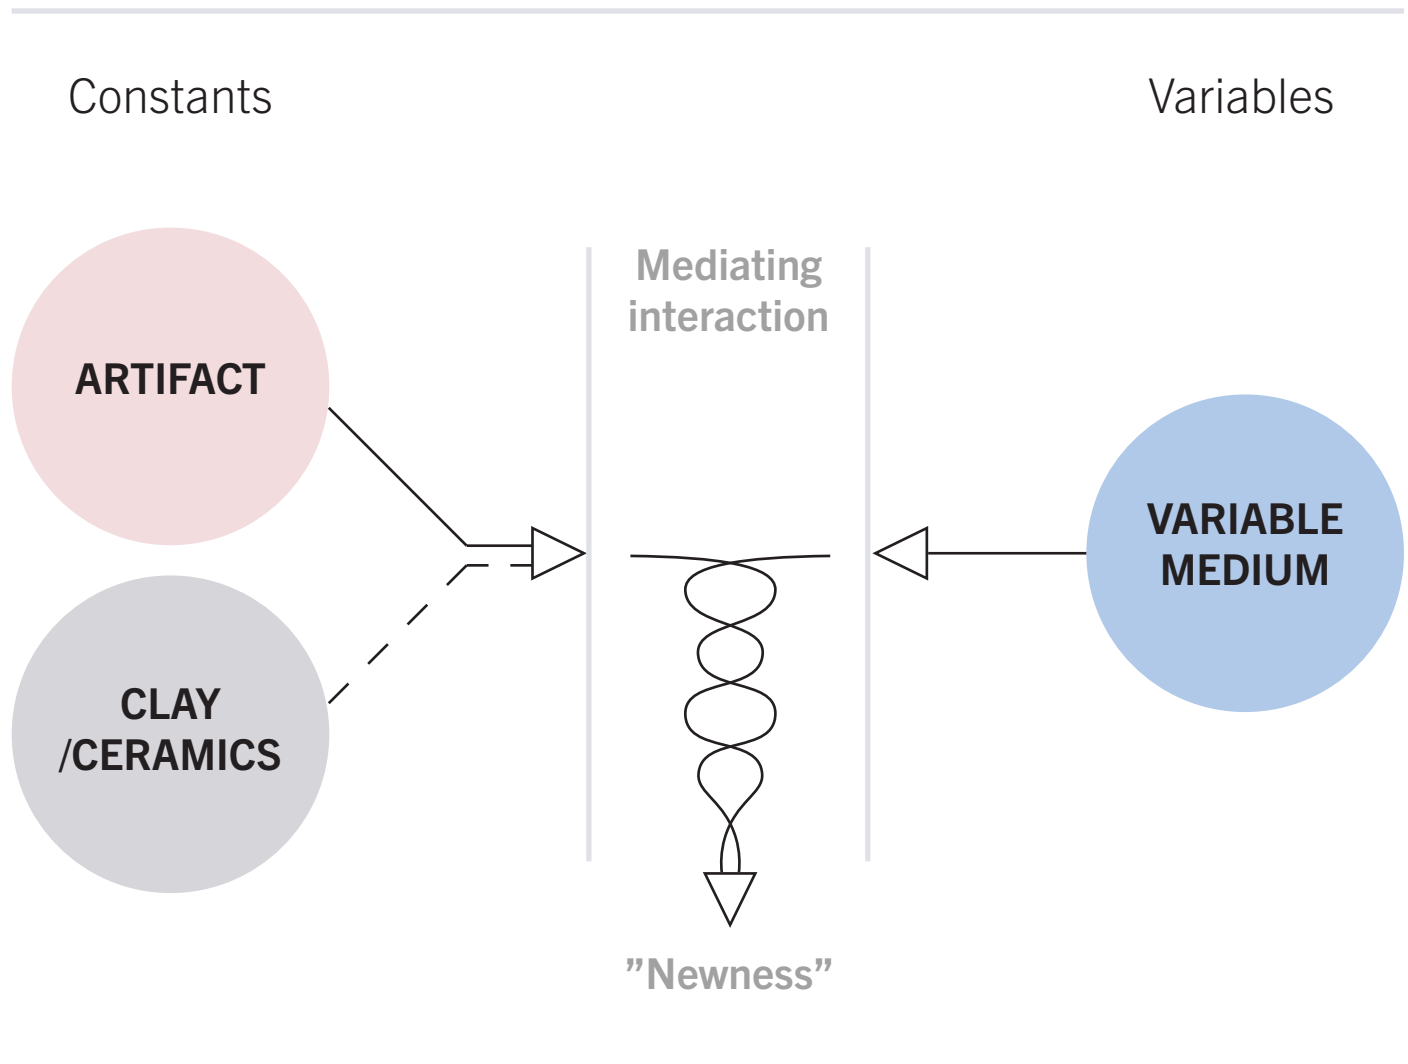 Constants
Variables
Mediating
interaction
ARTIFACT
VARIABLE
MEDIUM
CLAY
/CERAMICS
”Newness”